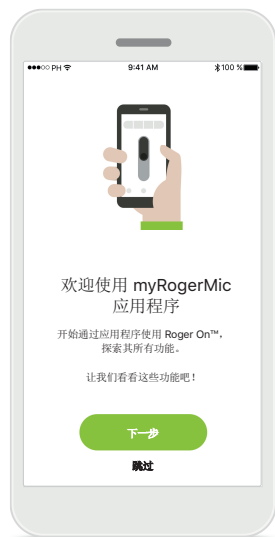 PH 9:41 AM 100 %
欢迎使用 myRogerMic
应用程序
开始通过应用程序使用 Roger On™,
探索其所有功能。
让我们看看这些功能吧！
下一步
跳过